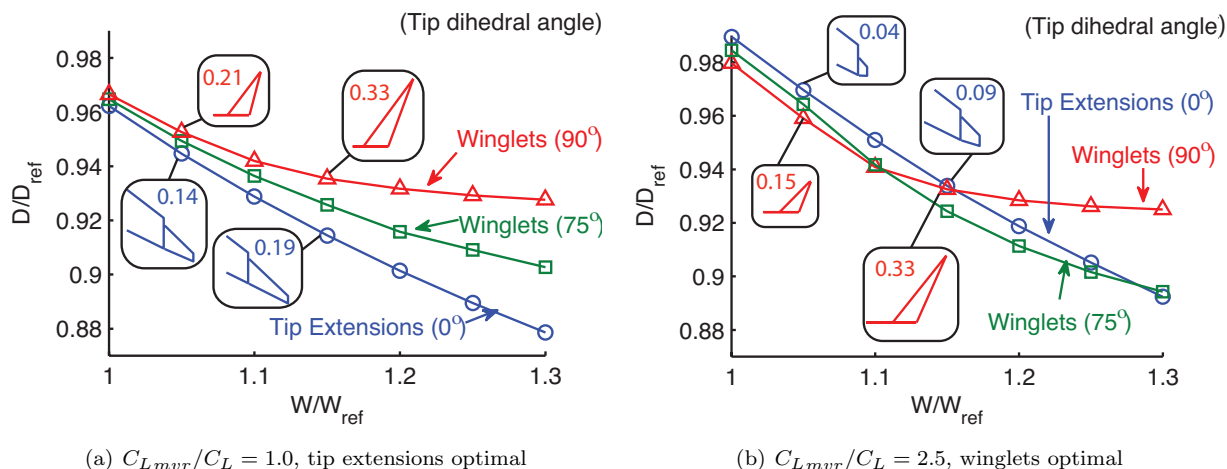 (Tip dihedral angle)
0.98
0.96
0.94
0.92
0.9
0.88
D/D_ref
0.21
0.33
Winglets (90°)
0.14
0.19
Winglets (75°)
Tip Extensions (0°)
1 1.1 1.2 1.3
W/W_ref
(a) C_{Lmvr}/C_L = 1.0, tip extensions optimal
(Tip dihedral angle)
0.98
0.96
0.94
0.92
0.9
0.88
D/D_ref
0.04
0.09
Tip Extensions (0°)
Winglets (90°)
0.15
0.33
Winglets (75°)
1 1.1 1.2 1.3
W/W_ref
(b) C_{Lmvr}/C_L = 2.5, winglets optimal